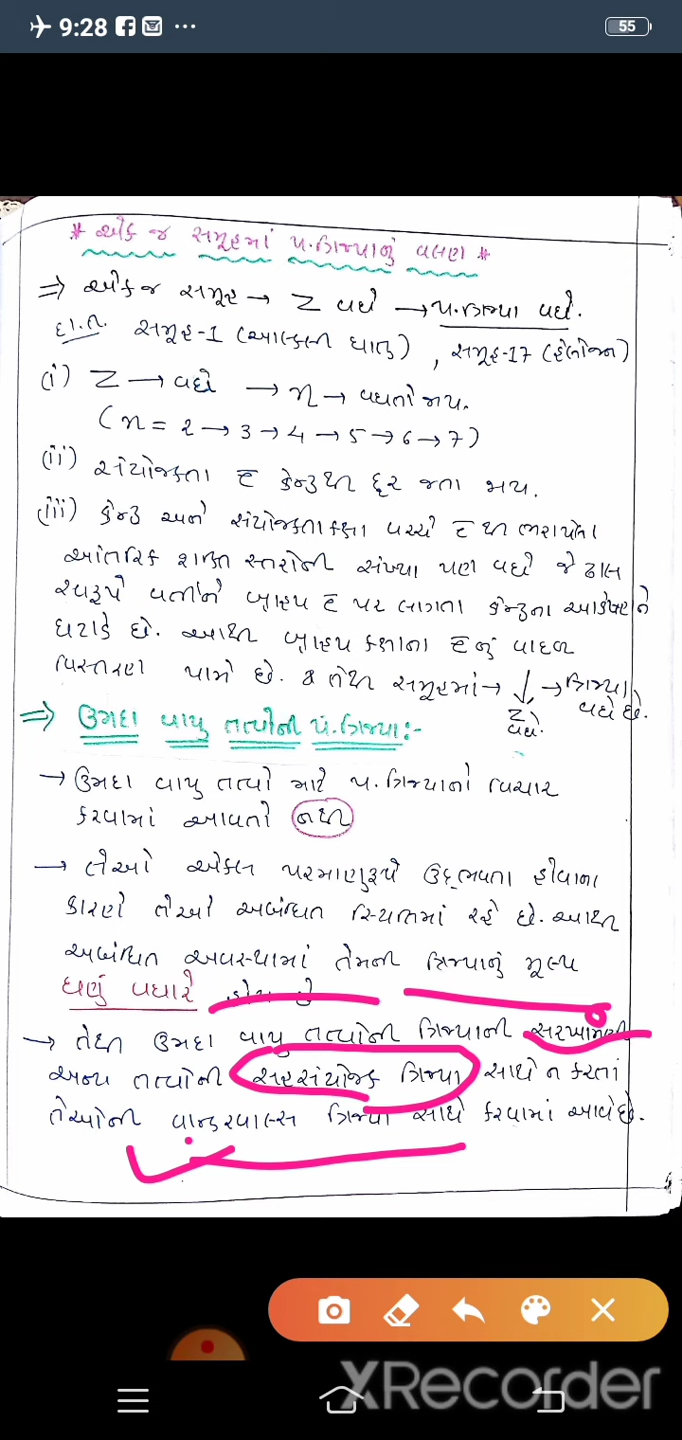 9:28
55
* એક જ સમૂહમાં પ.ત્રિજ્યાનું વલણ *
⇒ એક જ સમૂહ → Z વધે → પ.ત્રિજ્યા વધે.
દા.ત. સમૂહ-1 (આલ્કલી ધાતુ), સમૂહ-17 (હેલોજન)
(i) Z → વધે → n → વધતો જાય.
(n = 2 → 3 → 4 → 5 → 6 → 7)
(ii) સંયોજકતા ē કેન્દ્રથી દૂર જતા જાય.
(iii) કેન્દ્ર અને સંયોજકતા કક્ષા વચ્ચે ē થી ભરાયેલા
આંતરિક શક્તિ સ્તરોની સંખ્યા પણ વધે જે ઢાલ
સ્વરૂપે વર્તીને બાહ્ય ē પર લાગતા કેન્દ્રના આકર્ષણને
ઘટાડે છે. આથી બાહ્ય કક્ષાના ē નું વાદળ
વિસ્તરણ પામે છે. તેથી સમૂહમાં → ↓ → ત્રિજ્યા
Z વધે. વધે છે.
⇒ ઉમદા વાયુ તત્વોની પ.ત્રિજ્યા:-
→ ઉમદા વાયુ તત્વો માટે પ.ત્રિજ્યાનો વિચાર
કરવામાં આવતો નથી
→ તેઓ એકલ પરમાણુરૂપે ઉદ્ભવતા હોવાના
કારણે તેઓ અબંધિત સ્થિતિમાં રહે છે. આથી
અબંધિત અવસ્થામાં તેમની ત્રિજ્યાનું મૂલ્ય
ઘણું વધારે હોય છે
→ તેથી ઉમદા વાયુ તત્વોની ત્રિજ્યાની સરખામણી
અન્ય તત્વોની સહસંયોજક ત્રિજ્યા સાથે ન કરતાં
તેઓની વાન્ડરવાલ્સ ત્રિજ્યા સાથે કરવામાં આવે છે.
XRecorder